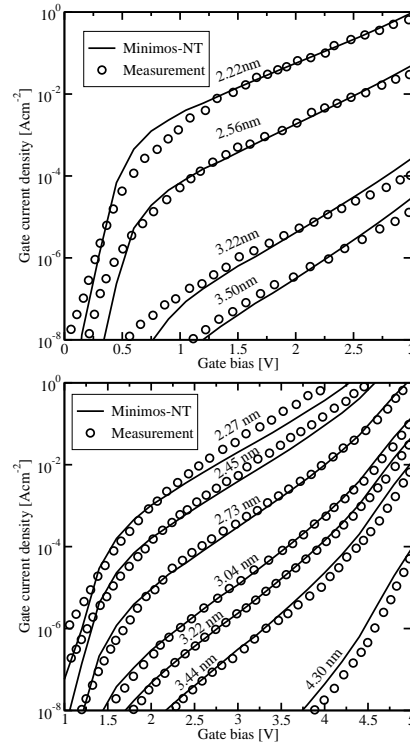 10^0
10^-2
10^-4
10^-6
10^-8
Gate current density [Acm^-2]
Minimos-NT
Measurement
2.22nm
2.56nm
3.22nm
3.50nm
0 0.5 1 1.5 2 2.5 3
Gate bias [V]
10^0
10^-2
10^-4
10^-6
10^-8
Gate current density [Acm^-2]
Minimos-NT
Measurement
2.27 nm
2.45 nm
2.73 nm
3.04 nm
3.22 nm
3.44 nm
4.30 nm
1 1.5 2 2.5 3 3.5 4 4.5 5
Gate bias [V]